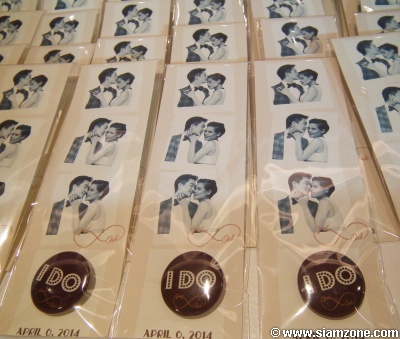 I DO
I DO
I DO
APRIL 6, 2014
APRIL 6, 2014
© www.siamzone.com